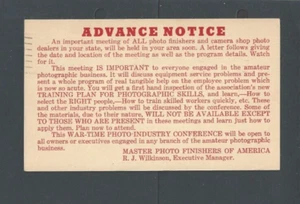 ADVANCE NOTICE
An important meeting of ALL photo finishers and camera shop photo
dealers in your state, will be held in your area soon. A letter follows giving
the date and location of the meeting as well as program details. Watch
for it.
This meeting IS IMPORTANT to everyone engaged in the amateur
photographic business. It will discuss equipment service problems and pre-
sent a whole program of real tangible help on the employee problem which
is now so acute. You will get a first hand inspection of the association's new
TRAINING PLAN FOR PHOTOGRAPHIC SKILLS, and learn,—How to
select the RIGHT people,—How to train skilled workers quickly, etc. These
and other industry problems will be discussed by the conference. Some of
the materials, due to their nature, WILL NOT BE AVAILABLE EXCEPT
TO THOSE WHO ARE PRESENT in these meetings and learn just how to
apply them. Plan now to attend.
This WAR-TIME PHOTO-INDUSTRY CONFERENCE will be open to
all owners or executives engaged in any branch of the amateur photographic
business.
MASTER PHOTO FINISHERS OF AMERICA
R. J. Wilkinson, Executive Manager.